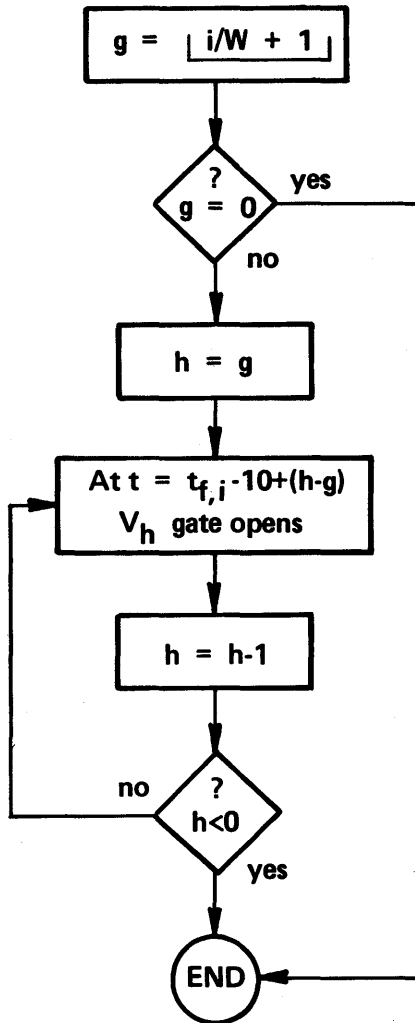 g = ⌊i/W + 1⌋
?
g = 0
yes
no
h = g
At t = t_f,i -10+(h-g)
V_h gate opens
h = h-1
no
?
h<0
yes
END